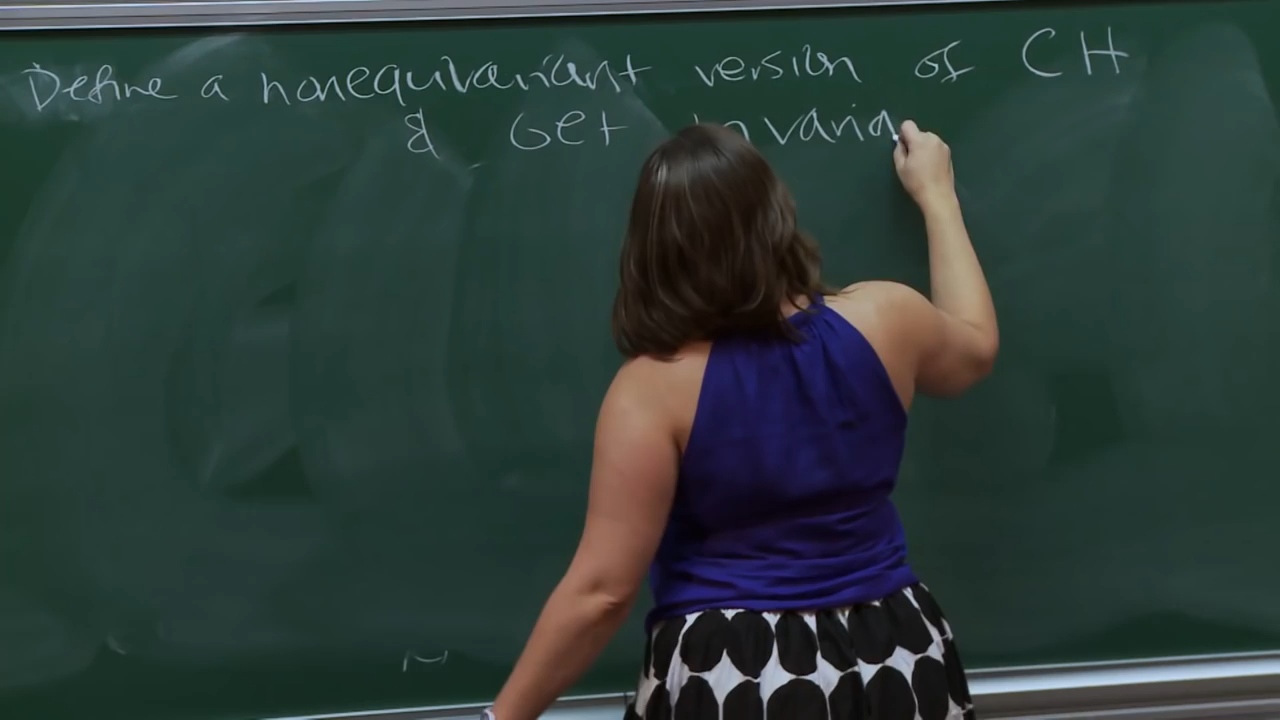 Define a nonequivariant version of CH
& Get invaria
~